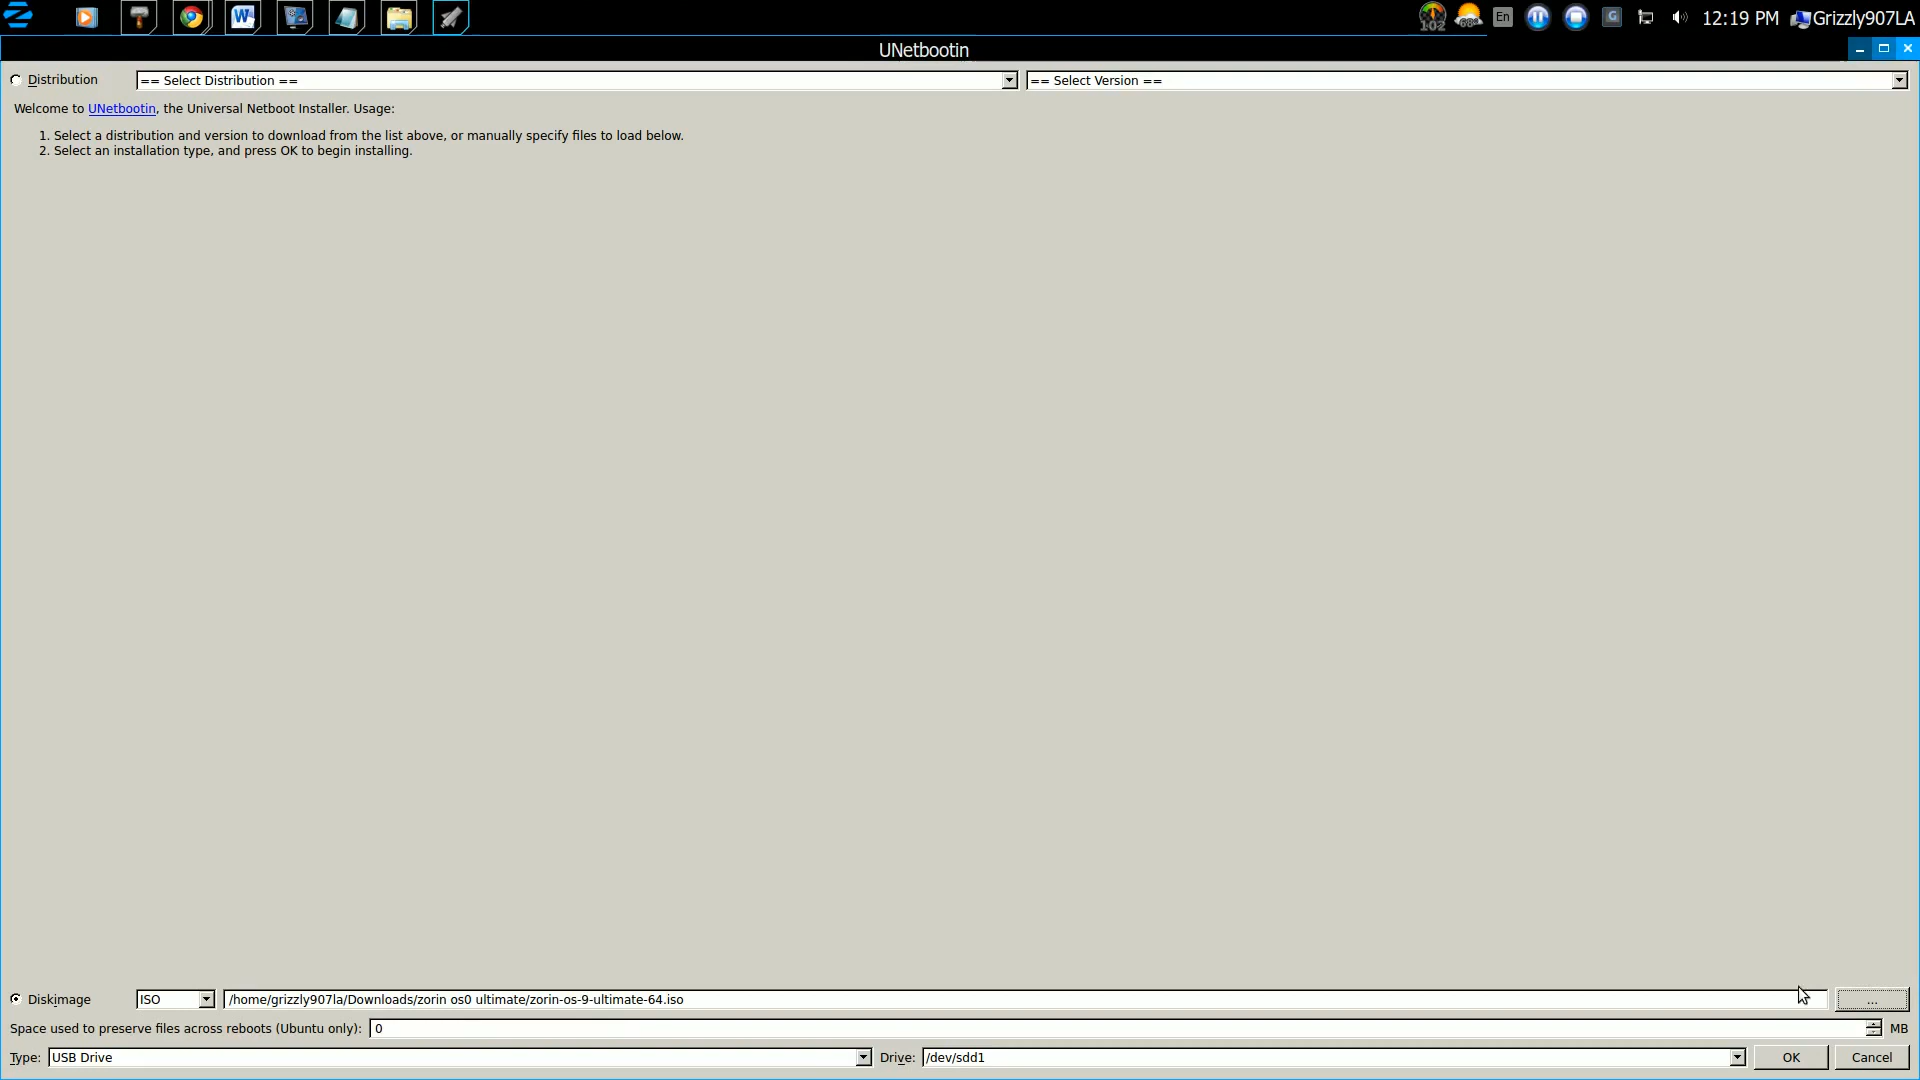 102
68°
En
G
12:19 PM
Grizzly907LA
UNetbootin
Distribution
== Select Distribution ==
== Select Version ==
Welcome to UNetbootin, the Universal Netboot Installer. Usage:
1. Select a distribution and version to download from the list above, or manually specify files to load below.
2. Select an installation type, and press OK to begin installing.
Diskimage
ISO
/home/grizzly907la/Downloads/zorin os0 ultimate/zorin-os-9-ultimate-64.iso
...
Space used to preserve files across reboots (Ubuntu only):
0
MB
Type:
USB Drive
Drive:
/dev/sdd1
OK
Cancel